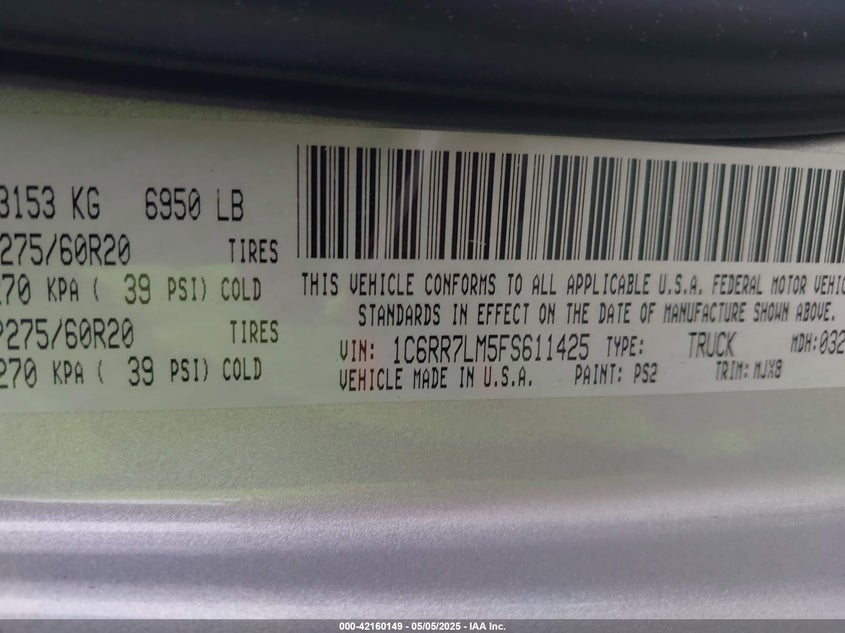 3153 KG 6950 LB
275/60R20 TIRES
270 KPA ( 39 PSI) COLD
P275/60R20 TIRES
270 KPA ( 39 PSI) COLD
THIS VEHICLE CONFORMS TO ALL APPLICABLE U.S.A. FEDERAL MOTOR VEHIC
STANDARDS IN EFFECT ON THE DATE OF MANUFACTURE SHOWN ABOVE.
VIN: 1C6RR7LM5FS611425 TYPE: TRUCK MDH:032
VEHICLE MADE IN U.S.A. PAINT: PS2 TRIM: MJX8
000-42160149 - 05/05/2025 - IAA Inc.